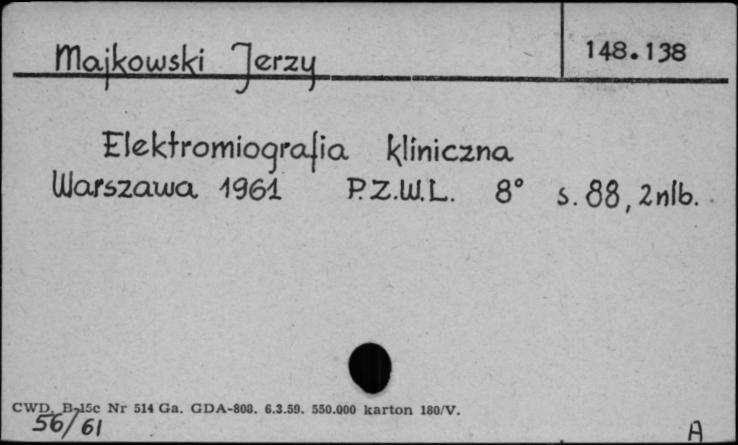 Majkowski Jerzy 148.138
Elektromiografia kliniczna
Warszawa 1961 P.Z.W.L. 8° s. 88, 2nlb.
CWD. B-15c Nr 514 Ga. GDA-808. 6.3.59. 550.000 karton 180/V.
56/61
A